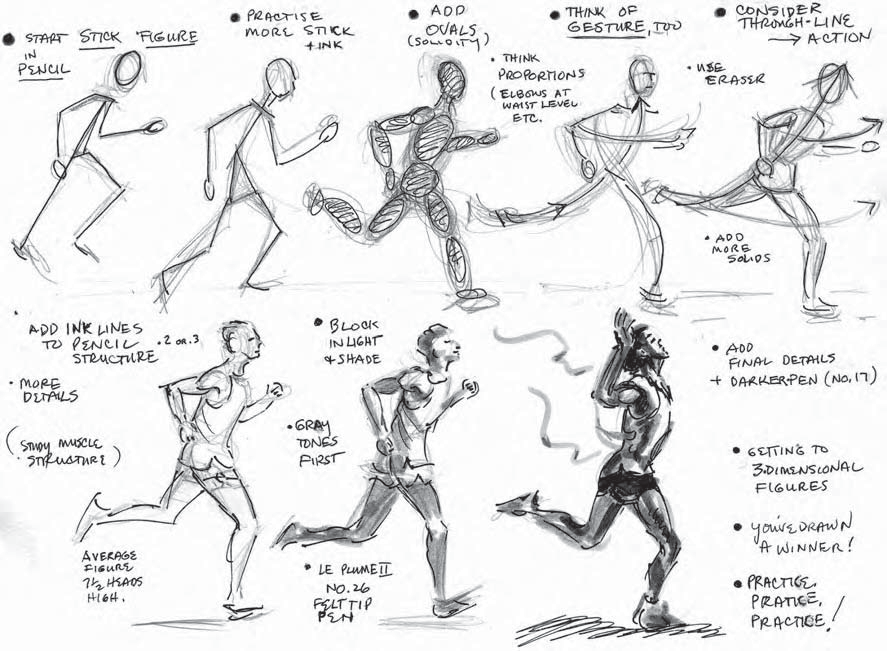 • START STICK FIGURE
IN
PENCIL
• PRACTISE
MORE STICK
+ INK
• ADD
OVALS
(SOLIDITY)
• THINK
PROPORTIONS
(ELBOWS AT
WAIST LEVEL
ETC.
• THINK OF
GESTURE, TOO
• CONSIDER
THROUGH-LINE
→ ACTION
• USE
ERASER
• ADD
MORE
SOLIDS
ADD INK LINES
TO PENCIL
STRUCTURE • 2 OR .3
• MORE
DETAILS
(STUDY MUSCLE
STRUCTURE)
AVERAGE
FIGURE
7½ HEADS
HIGH.
• BLOCK
IN LIGHT
+ SHADE
• GRAY
TONES
FIRST
• LE PLUME II
NO. 26
FELT TIP
PEN
• ADD
FINAL DETAILS
+ DARKER PEN (NO. 17)
• GETTING TO
3-DIMENSIONAL
FIGURES
• YOU'VE DRAWN
A WINNER!
• PRACTICE,
PRATICE,
PRACTICE!